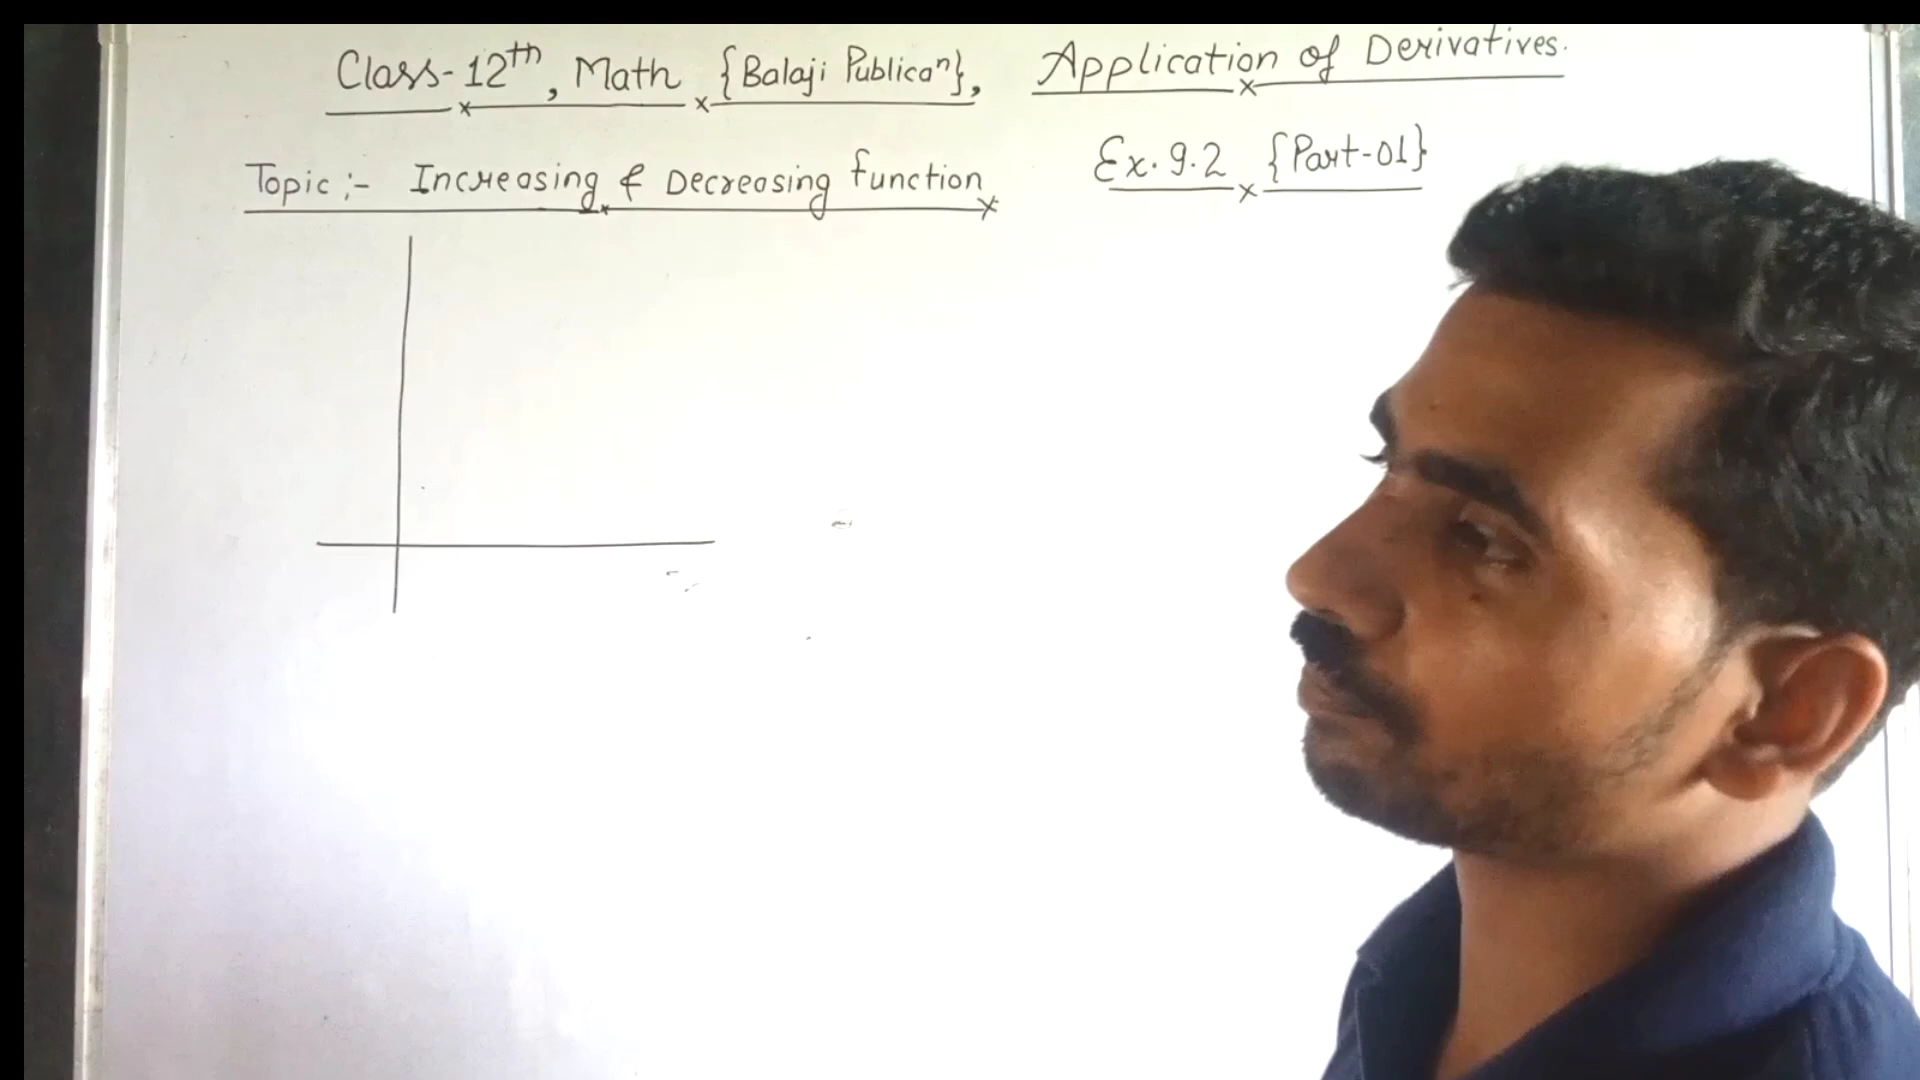 Class-12th, Math {Balaji Publicaⁿ}, Application of Derivatives.
Topic :- Increasing & Decreasing function
Ex. 9.2 {Part-01}